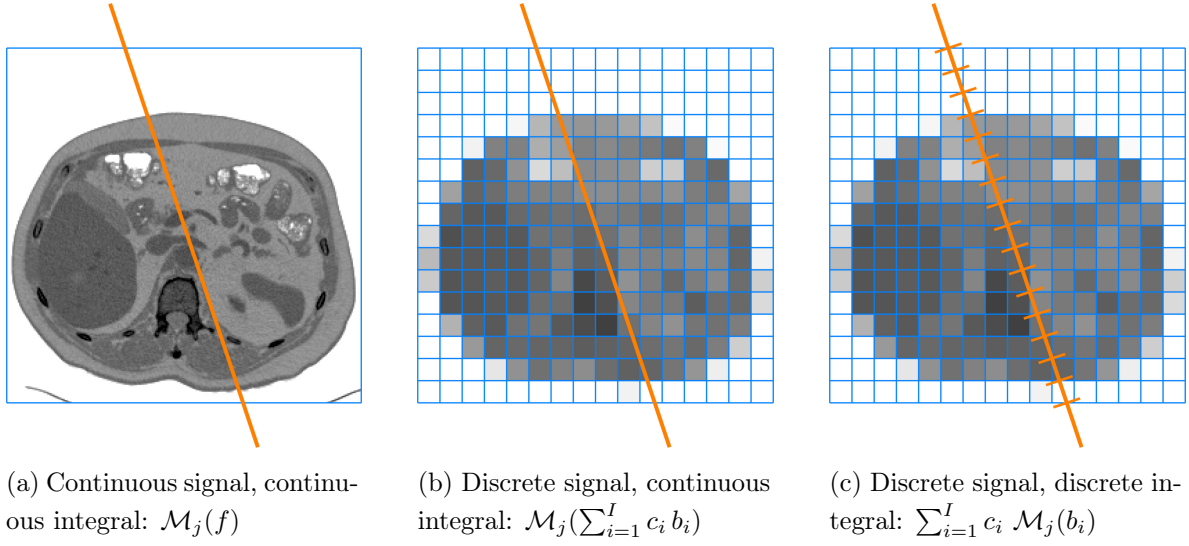 (a) Continuous signal, continu-
ous integral: $\mathcal{M}_j(f)$
(b) Discrete signal, continuous
integral: $\mathcal{M}_j(\sum_{i=1}^{I} c_i b_i)$
(c) Discrete signal, discrete in-
tegral: $\sum_{i=1}^{I} c_i \mathcal{M}_j(b_i)$